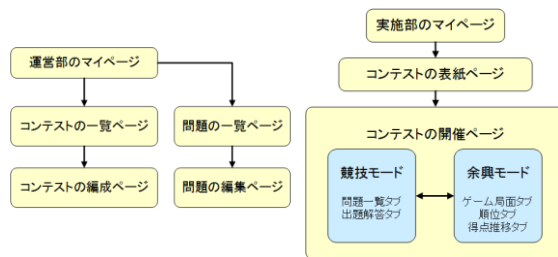 運営部のマイページ
コンテストの一覧ページ
問題の一覧ページ
コンテストの編成ページ
問題の編集ページ
実施部のマイページ
コンテストの表紙ページ
コンテストの開催ページ
競技モード
問題一覧タブ
出題解答タブ
余興モード
ゲーム局面タブ
順位タブ
得点推移タブ